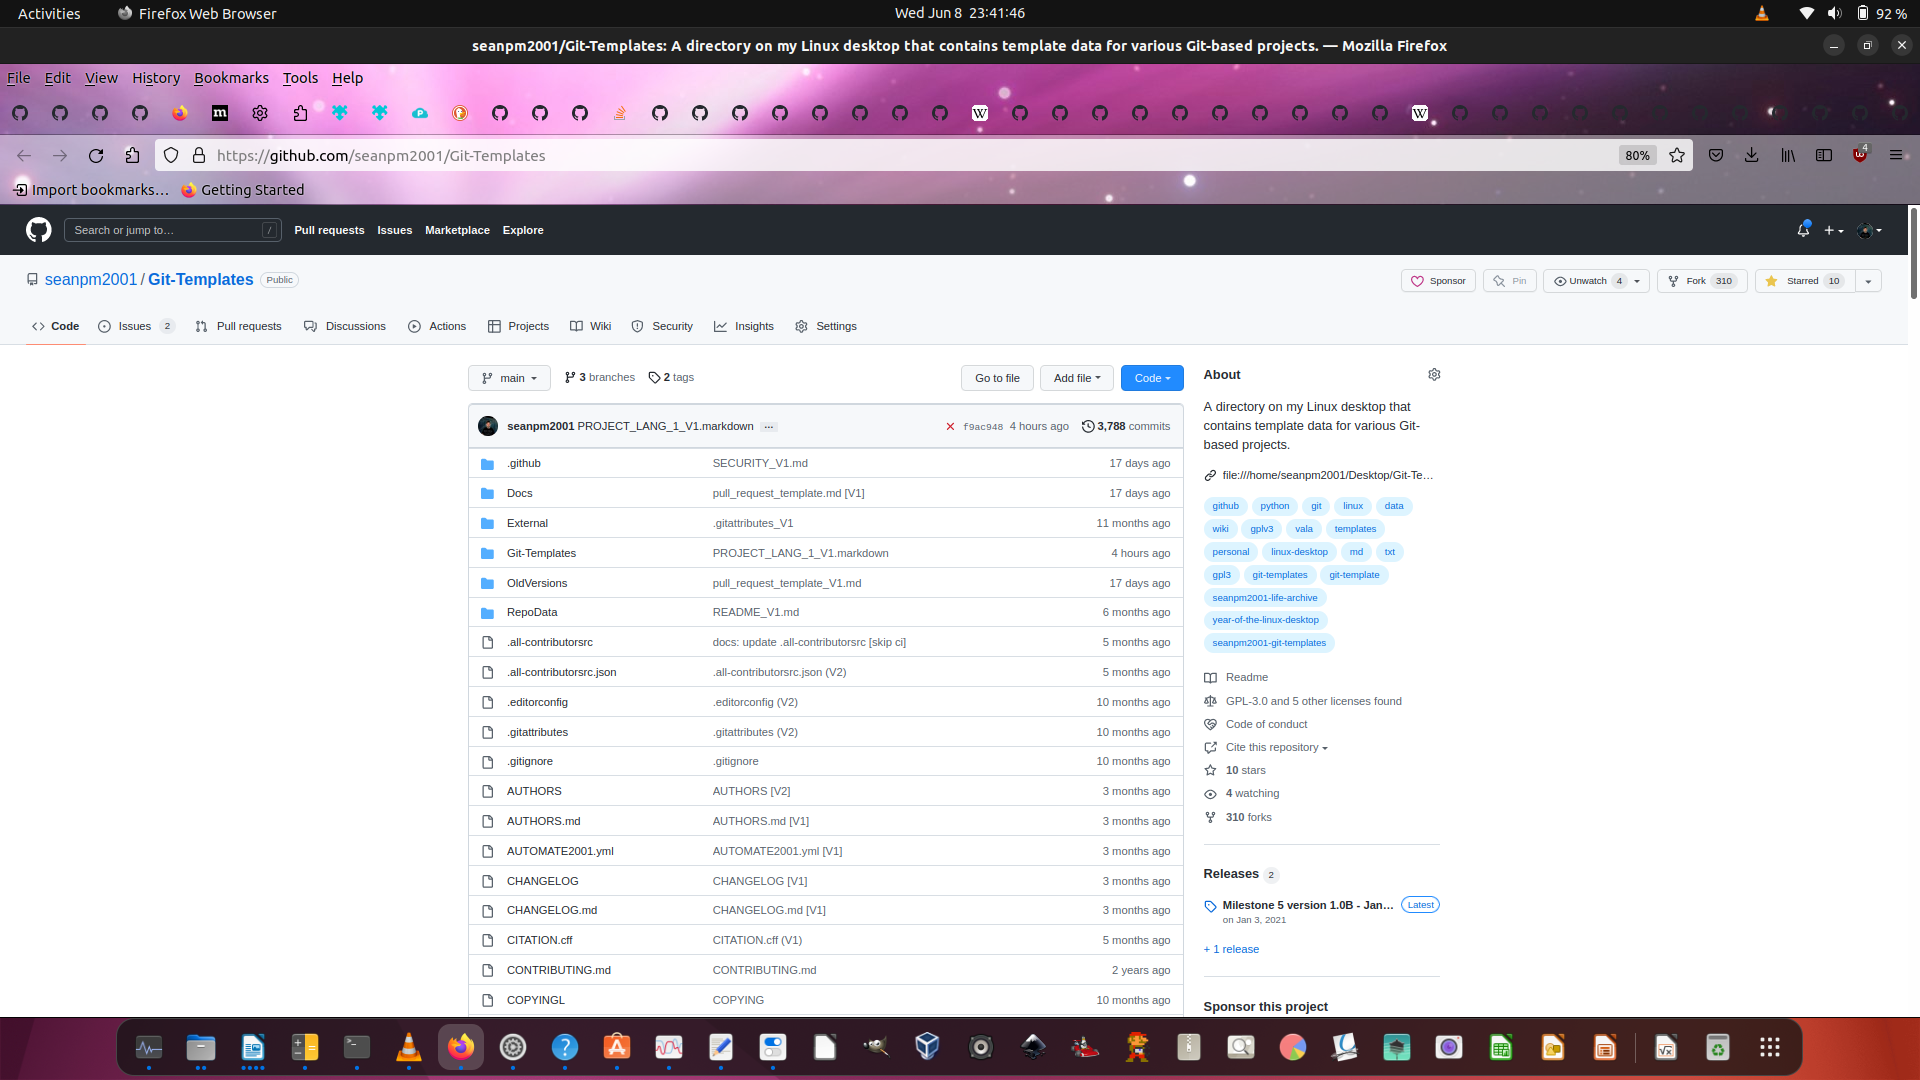 Activities Firefox Web Browser Wed Jun 8 23:41:46 92 %
seanpm2001/Git-Templates: A directory on my Linux desktop that contains template data for various Git-based projects. — Mozilla Firefox
File Edit View History Bookmarks Tools Help
https://github.com/seanpm2001/Git-Templates 80% 4
Import bookmarks… Getting Started
Search or jump to… / Pull requests Issues Marketplace Explore
seanpm2001 / Git-Templates Public Sponsor Pin Unwatch 4 Fork 310 Starred 10
Code Issues 2 Pull requests Discussions Actions Projects Wiki Security Insights Settings
main 3 branches 2 tags Go to file Add file Code
seanpm2001 PROJECT_LANG_1_V1.markdown ... f9ac948 4 hours ago 3,788 commits
.github SECURITY_V1.md 17 days ago
Docs pull_request_template.md [V1] 17 days ago
External .gitattributes_V1 11 months ago
Git-Templates PROJECT_LANG_1_V1.markdown 4 hours ago
OldVersions pull_request_template_V1.md 17 days ago
RepoData README_V1.md 6 months ago
.all-contributorsrc docs: update .all-contributorsrc [skip ci] 5 months ago
.all-contributorsrc.json .all-contributorsrc.json (V2) 5 months ago
.editorconfig .editorconfig (V2) 10 months ago
.gitattributes .gitattributes (V2) 10 months ago
.gitignore .gitignore 10 months ago
AUTHORS AUTHORS [V2] 3 months ago
AUTHORS.md AUTHORS.md [V1] 3 months ago
AUTOMATE2001.yml AUTOMATE2001.yml [V1] 3 months ago
CHANGELOG CHANGELOG [V1] 3 months ago
CHANGELOG.md CHANGELOG.md [V1] 3 months ago
CITATION.cff CITATION.cff (V1) 5 months ago
CONTRIBUTING.md CONTRIBUTING.md 2 years ago
COPYINGL COPYING 10 months ago
About
A directory on my Linux desktop that
contains template data for various Git-
based projects.
file:///home/seanpm2001/Desktop/Git-Te…
github python git linux data
wiki gplv3 vala templates
personal linux-desktop md txt
gpl3 git-templates git-template
seanpm2001-life-archive
year-of-the-linux-desktop
seanpm2001-git-templates
Readme
GPL-3.0 and 5 other licenses found
Code of conduct
Cite this repository
10 stars
4 watching
310 forks
Releases 2
Milestone 5 version 1.0B - Jan… Latest
on Jan 3, 2021
+ 1 release
Sponsor this project